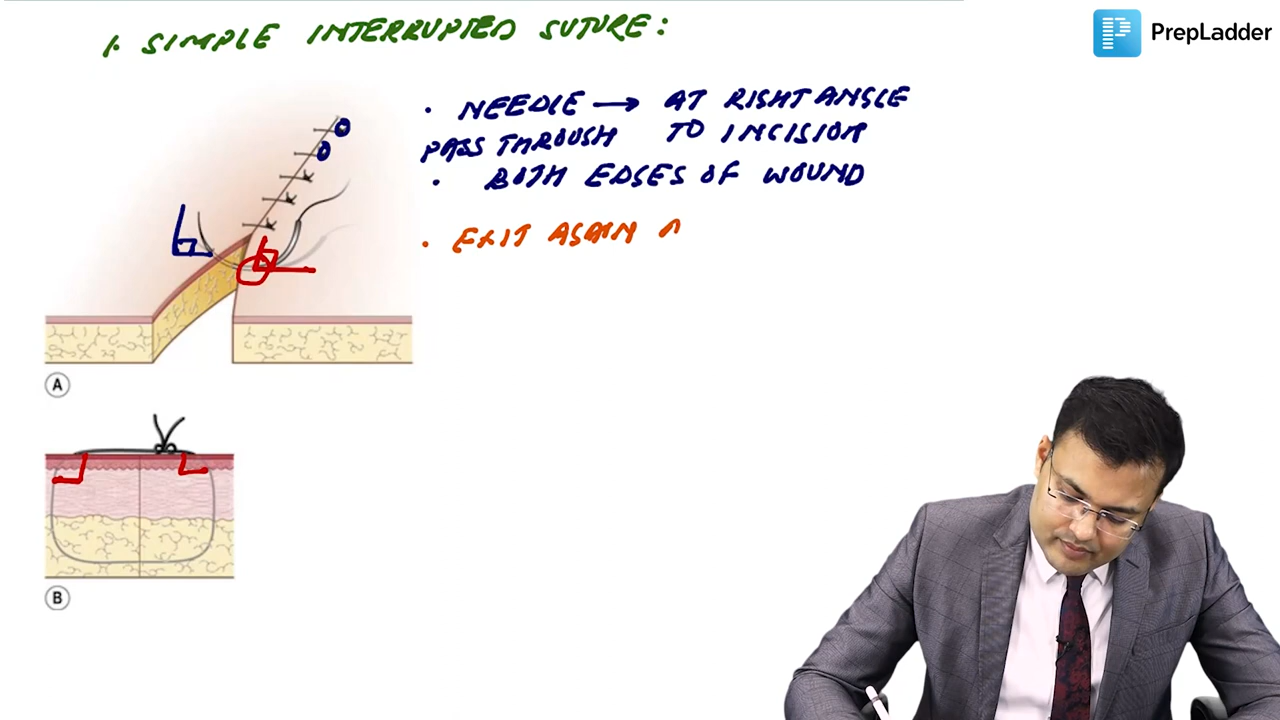 1. SIMPLE INTERRUPTED SUTURE:
PrepLadder
• NEEDLE → AT RIGHT ANGLE
PASS THROUGH TO INCISION
• BOTH EDGES OF WOUND
• EXIT AGAIN
A
B